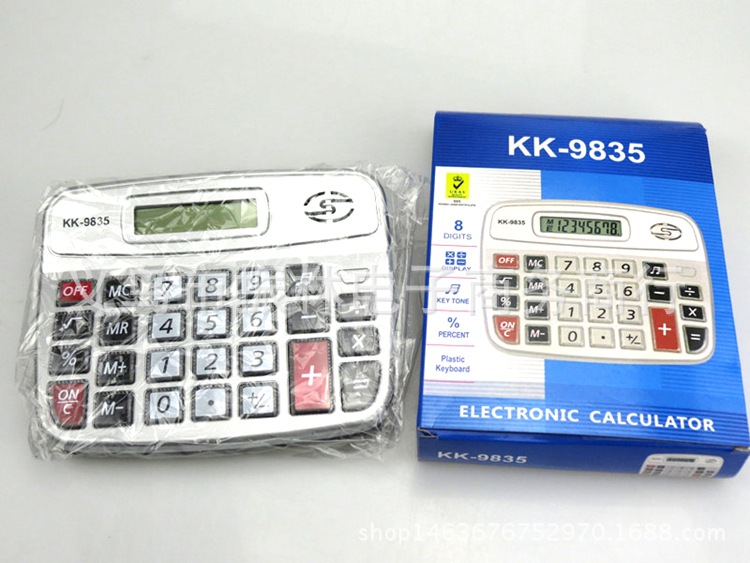 KK-9835
OFF MC 7 8 9
√ MR 4 5 6 −
% M+ 1 2 3 + ×
ON/C M− 0 · +/−
KK-9835
UKAS
8
DIGITS
DISPLAY
KEY TONE
%
PERCENT
Plastic
Keyboard
KK-9835
12345678
OFF MC 7 8 9
√ MR 4 5 6 − ÷
% M+ 1 2 3 + ×
ON/C M− 0 · +/− =
ELECTRONIC CALCULATOR
KK-9835
shop1463676752970.1688.com